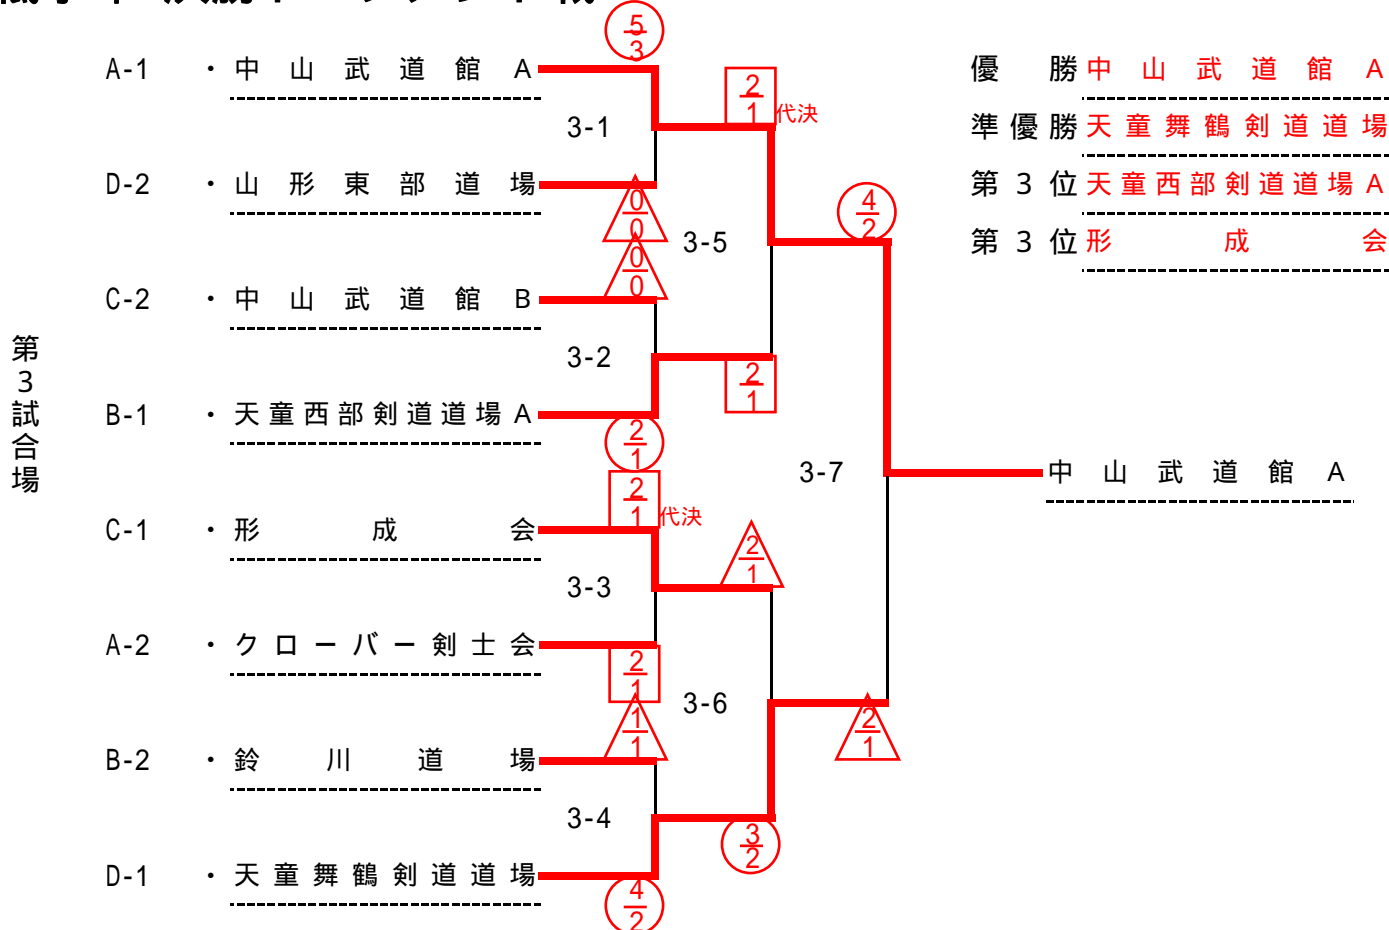 5
3
A-1 ・ 中山武道館A
優勝 中山武道館A
2
1 代決
3-1
準優勝 天童舞鶴剣道道場
D-2 ・ 山形東部道場
第3位 天童西部剣道道場A
0
0
4
2
3-5
第3位 形成会
0
0
C-2 ・ 中山武道館B
3-2
2
1
第3試合場
B-1 ・ 天童西部剣道道場A
2
1
3-7
中山武道館A
2
1 代決
C-1 ・ 形成会
2
1
3-3
A-2 ・ クローバー剣士会
2
1
3-6
1
1
2
1
B-2 ・ 鈴川道場
3-4
3
2
D-1 ・ 天童舞鶴剣道道場
4
2